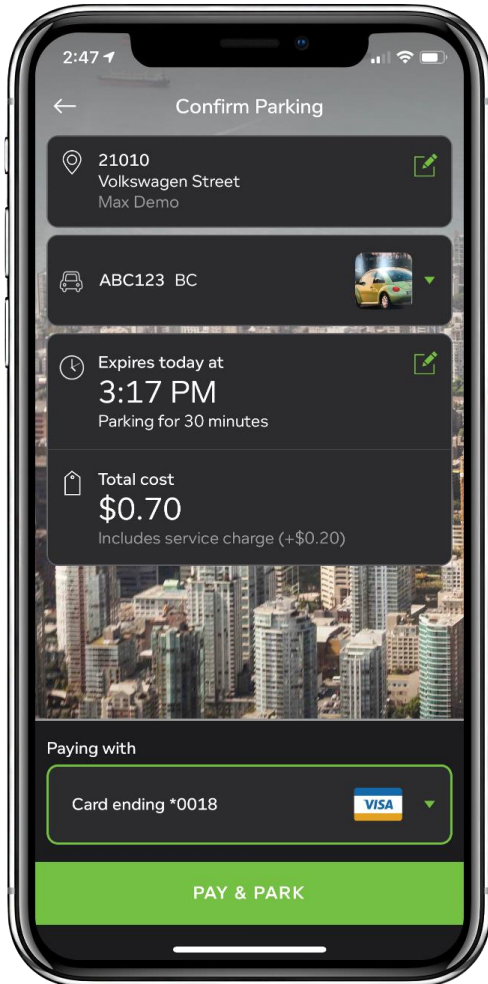 2:47
Confirm Parking
21010
Volkswagen Street
Max Demo
ABC123 BC
Expires today at
3:17 PM
Parking for 30 minutes
Total cost
$0.70
Includes service charge (+$0.20)
Paying with
Card ending *0018
VISA
PAY & PARK